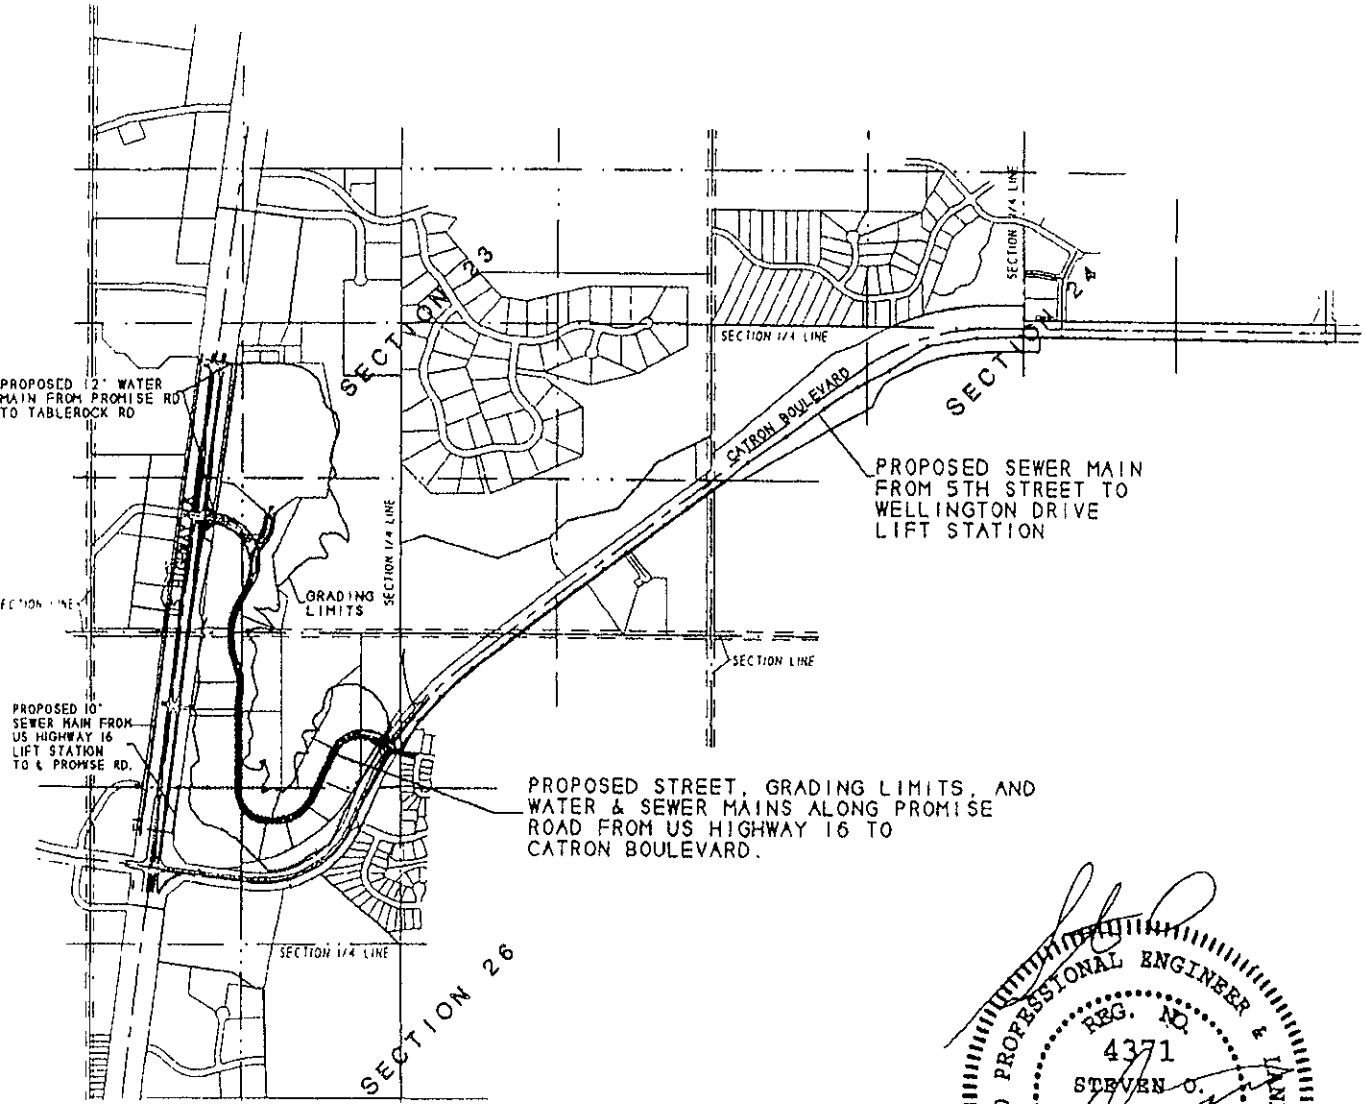 SECTION 1/4 LINE
SECTION 23
SECTION 24
SECTION 1/4 LINE
PROPOSED 12" WATER
MAIN FROM PROMISE RD
TO TABLEROCK RD
CATRON BOULEVARD
SECTION
PROPOSED SEWER MAIN
FROM 5TH STREET TO
WELLINGTON DRIVE
LIFT STATION
HIGHWAY
SECTION 1/4 LINE
GRADING
LIMITS
SECTION LINE
PROPOSED 10"
SEWER MAIN FROM
US HIGHWAY 16
LIFT STATION
TO ℄ PROMISE RD.
PROPOSED STREET, GRADING LIMITS, AND
WATER & SEWER MAINS ALONG PROMISE
ROAD FROM US HIGHWAY 16 TO
CATRON BOULEVARD.
SECTION 1/4 LINE
SECTION 26
PROFESSIONAL ENGINEER &
REG. NO.
4371
STEVEN O.